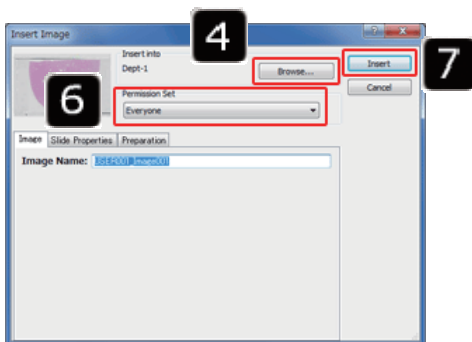 Insert Image
4
Insert into
Dept-1
Browse...
Insert
7
Cancel
6
Permission Set
Everyone
Image Slide Properties Preparation
Image Name: USER001_Image001